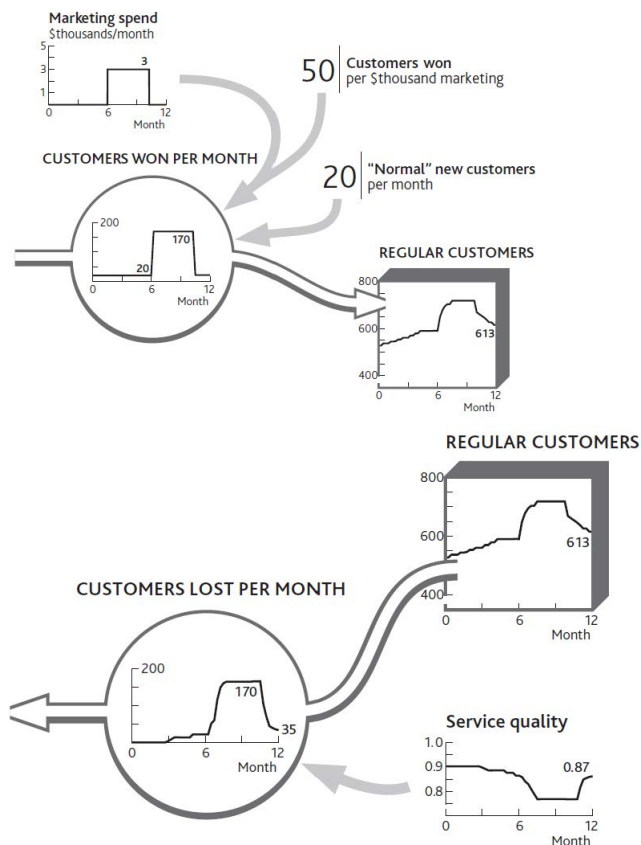 Marketing spend
$thousands/month
5
3
1
3
0 6 12
Month
50
Customers won
per $thousand marketing
20
"Normal" new customers
per month
CUSTOMERS WON PER MONTH
200
170
20
0 6 12
Month
REGULAR CUSTOMERS
800
600
400
613
0 6 12
Month
REGULAR CUSTOMERS
800
600
400
613
0 6 12
Month
CUSTOMERS LOST PER MONTH
200
170
35
0 6 12
Month
Service quality
1.0
0.9
0.8
0.87
0 6 12
Month